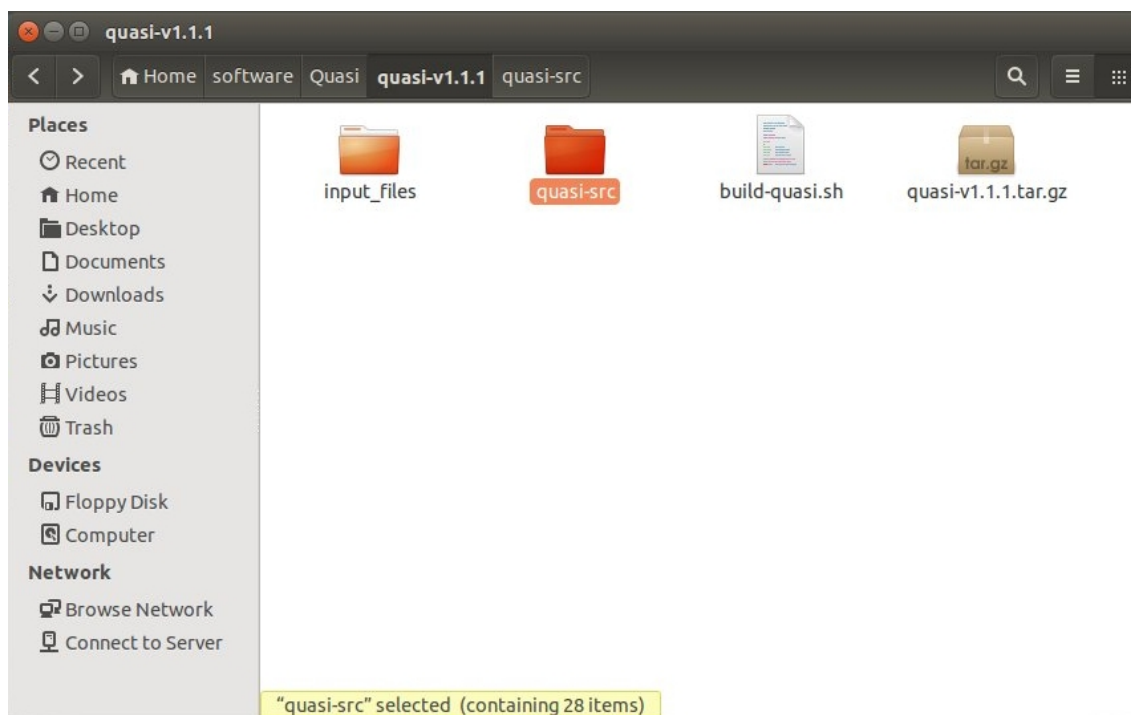 quasi-v1.1.1
Home software Quasi quasi-v1.1.1 quasi-src
Places
Recent
Home
Desktop
Documents
Downloads
Music
Pictures
Videos
Trash
Devices
Floppy Disk
Computer
Network
Browse Network
Connect to Server
tar.gz
input_files quasi-src build-quasi.sh quasi-v1.1.1.tar.gz
"quasi-src" selected (containing 28 items)